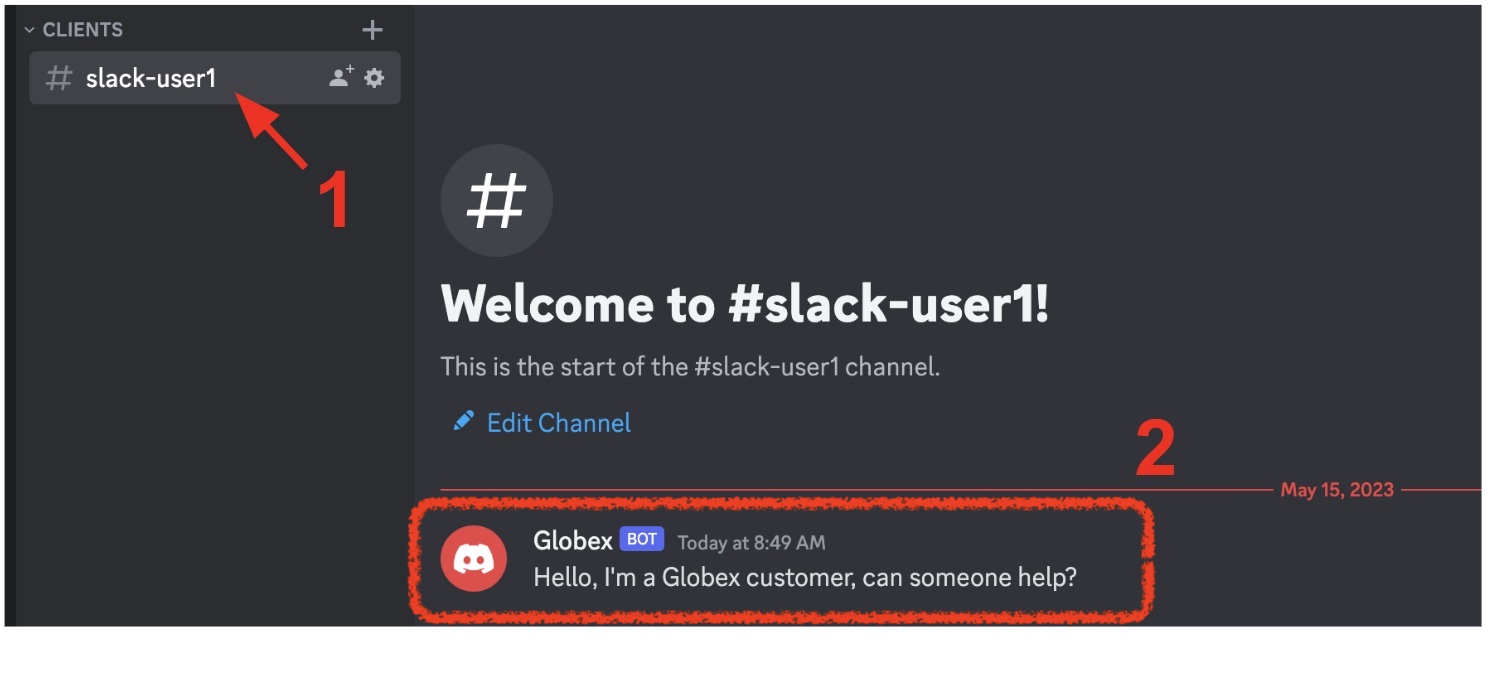 CLIENTS
# slack-user1
1
#
Welcome to #slack-user1!
This is the start of the #slack-user1 channel.
Edit Channel
2
May 15, 2023
Globex BOT Today at 8:49 AM
Hello, I'm a Globex customer, can someone help?